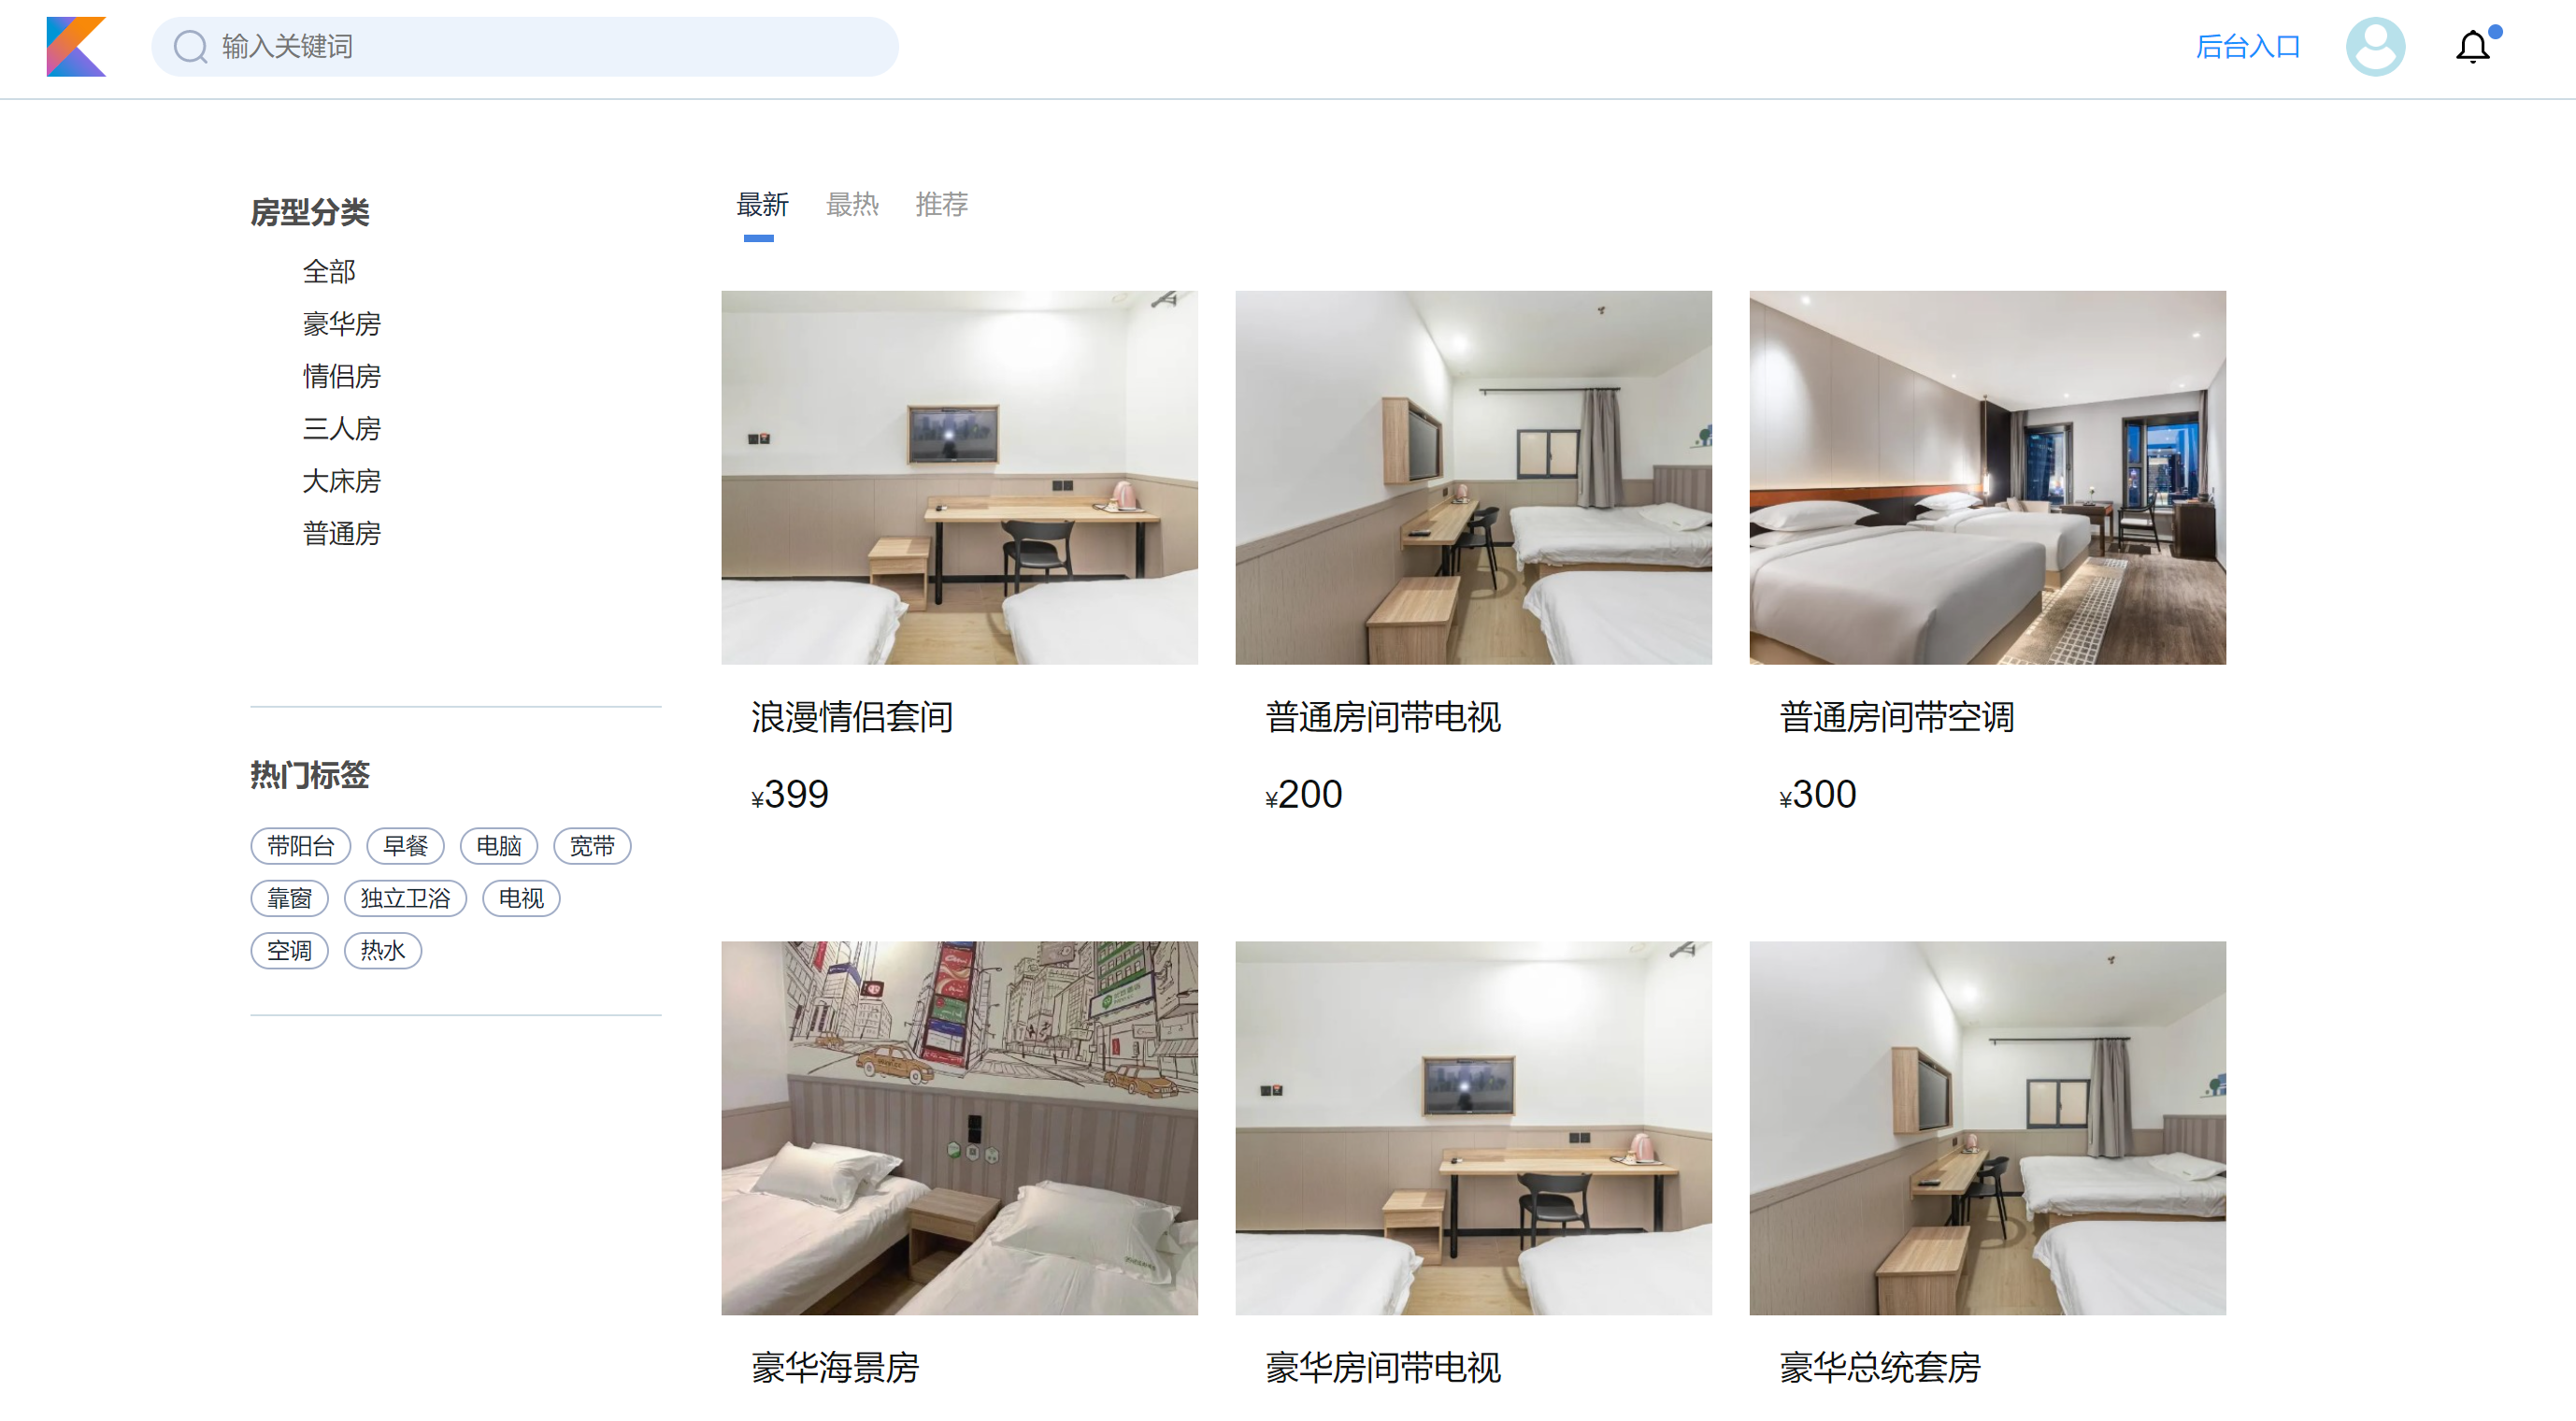 输入关键词
后台入口
房型分类
全部
豪华房
情侣房
三人房
大床房
普通房
热门标签
带阳台 早餐 电脑 宽带
靠窗 独立卫浴 电视
空调 热水
最新 最热 推荐
浪漫情侣套间
¥399
普通房间带电视
¥200
普通房间带空调
¥300
豪华海景房
豪华房间带电视
豪华总统套房